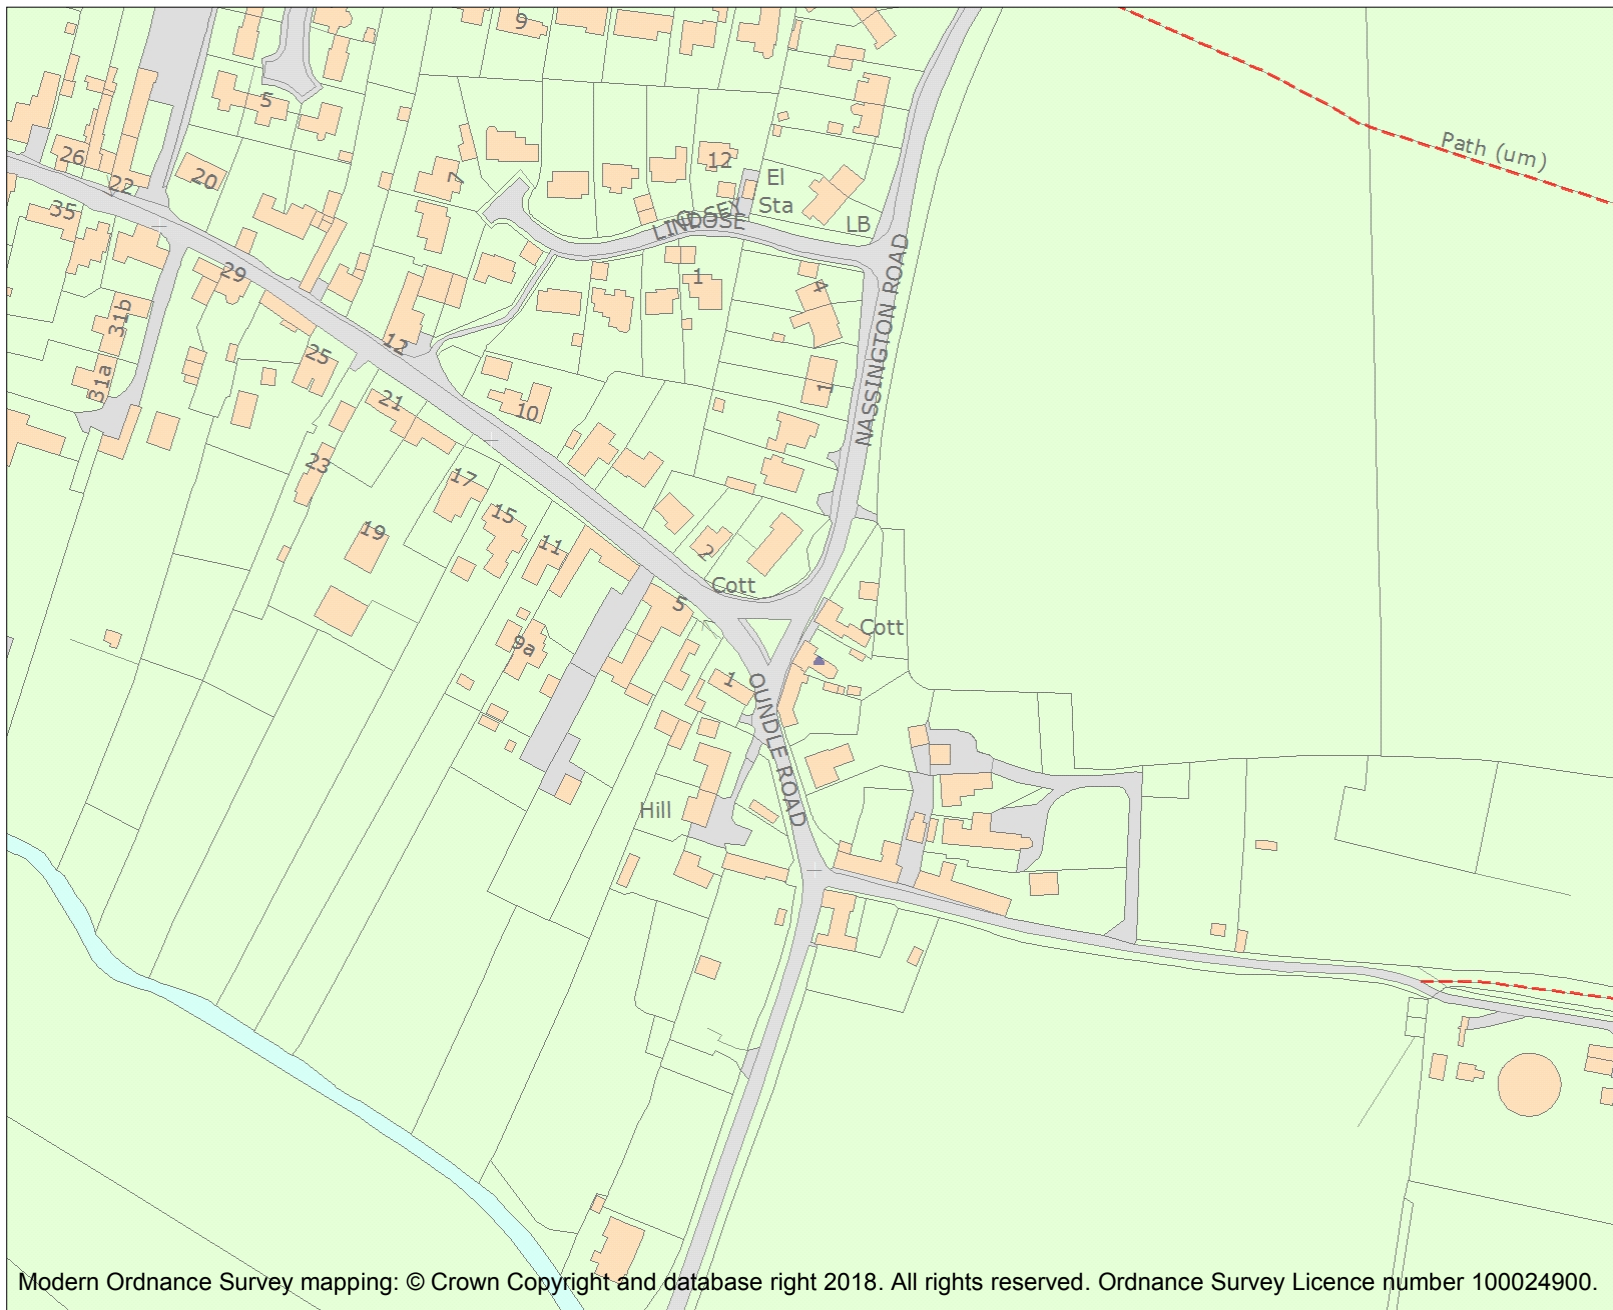 9
5
26
22
20
35
7
12
El
Sta
LINDSEY
CLOSE
LB
NASSINGTON ROAD
Path (um)
29
31b
31a
25
12
1
4
1
21
10
23
17
15
19
11
2
Cott
5
Cott
9a
1
OUNDLE ROAD
Hill
Modern Ordnance Survey mapping: © Crown Copyright and database right 2018. All rights reserved. Ordnance Survey Licence number 100024900.